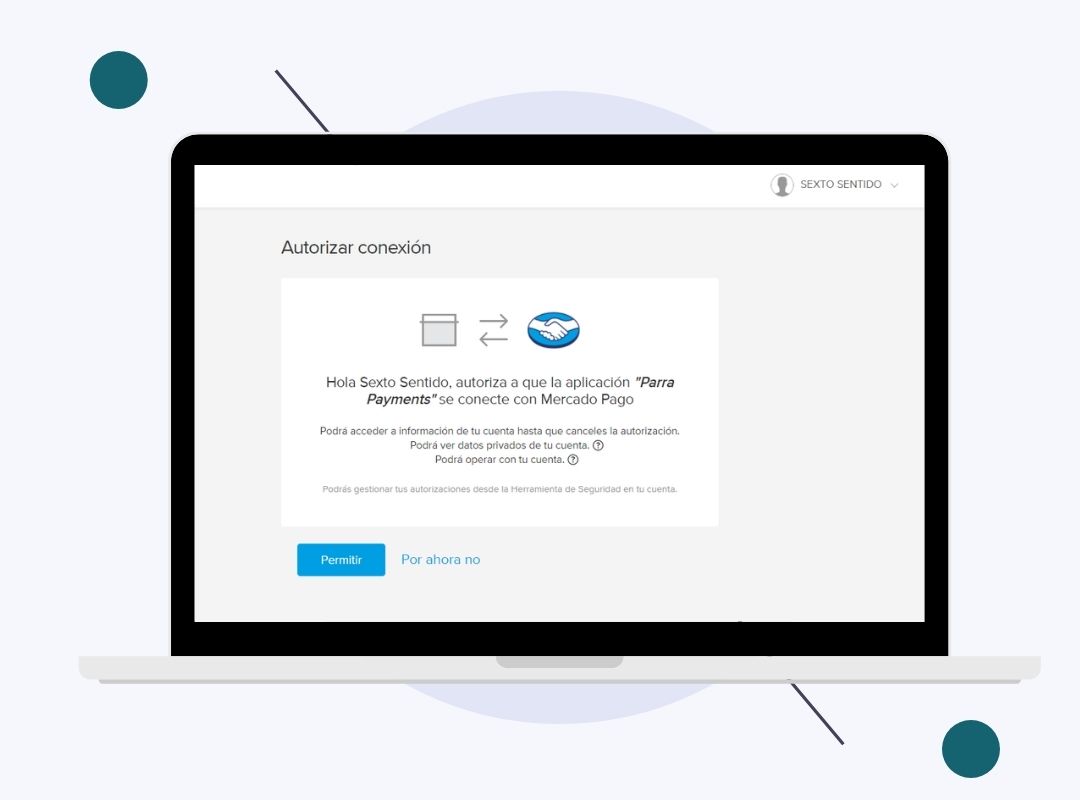 SEXTO SENTIDO
Autorizar conexión
Hola Sexto Sentido, autoriza a que la aplicación "Parra
Payments" se conecte con Mercado Pago
Podrá acceder a información de tu cuenta hasta que canceles la autorización.
Podrá ver datos privados de tu cuenta. ?
Podrá operar con tu cuenta. ?
Podrás gestionar tus autorizaciones desde la Herramienta de Seguridad en tu cuenta.
Permitir
Por ahora no